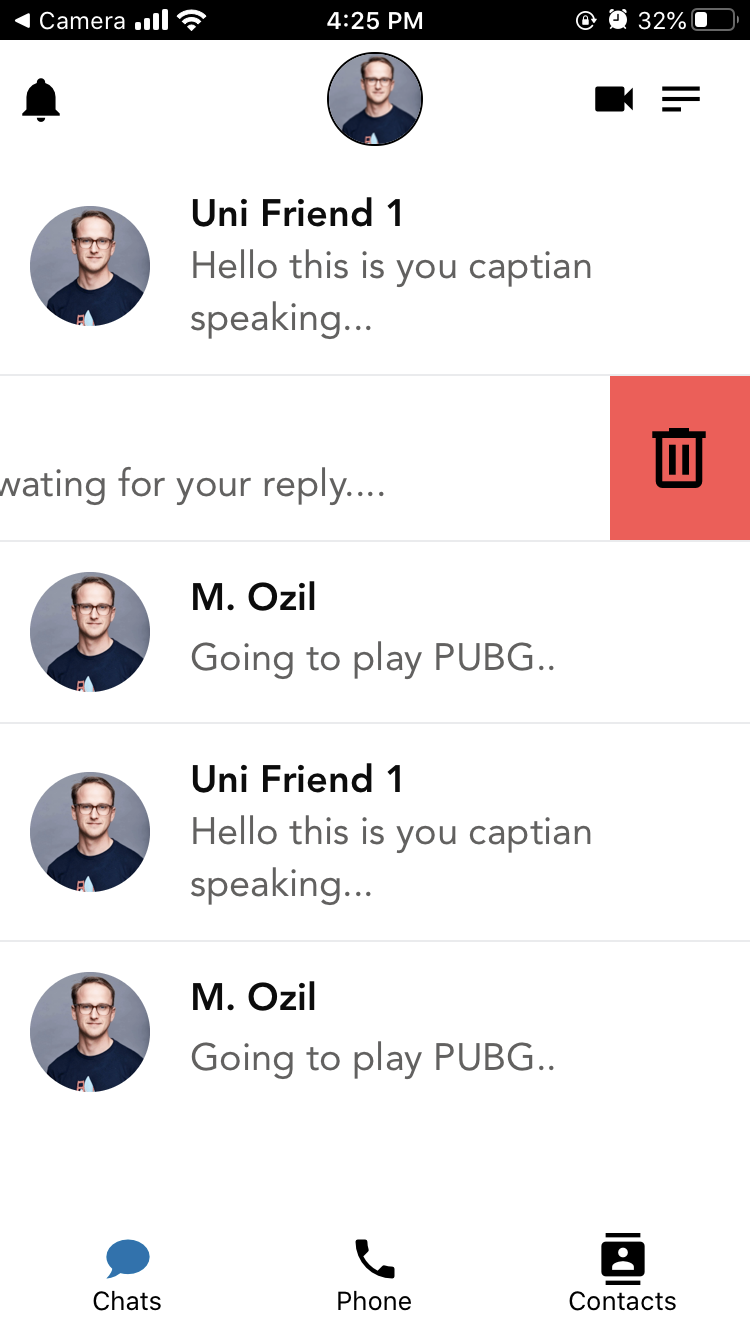 Camera 4:25 PM 32%
Uni Friend 1
Hello this is you captian
speaking...
wating for your reply....
M. Ozil
Going to play PUBG..
Uni Friend 1
Hello this is you captian
speaking...
M. Ozil
Going to play PUBG..
Chats Phone Contacts